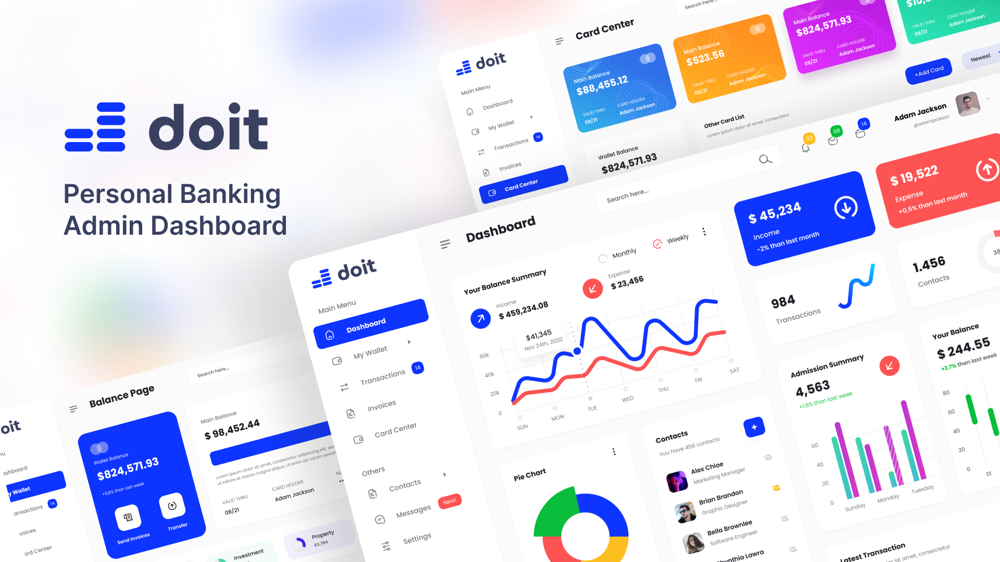 doit
Personal Banking
Admin Dashboard
Card Center
Search here...
doit
Main Menu
Dashboard
My Wallet
Transactions 14
Invoices
Card Center
Main Balance
$88,455.12
VALID THRU
08/21
CARD HOLDER
Adam Jackson
Main Balance
$523.56
VALID THRU
08/21
CARD HOLDER
Adam Jackson
Main Balance
$824,571.93
VALID THRU
08/21
CARD HOLDER
Adam Jackson
VALID THRU
08/21
CARD HOLDER
Adam Jackson
+Add Card
Newest
Wallet Balance
$824,571.93
Other Card List
Lorem ipsum dolor sit amet, consectetur
doit
Main Menu
Dashboard
My Wallet
Transactions 14
Invoices
Card Center
Others
Contacts
Messages New!
Settings
Dashboard
Search here...
23
68
14
Adam Jackson
@adamjackson
Your Balance Summary
Monthly
Weekly
Income
$ 459,234.08
Expense
$ 23,456
$41,345
Nov 24th, 2020
60k
40k
20k
0
SUN
MON
TUE
WED
THU
FRI
SAT
$ 45,234
Income
-2% than last month
$ 19,522
Expense
+0,5% than last month
984
Transactions
1.456
Contacts
38
Pie Chart
Contacts
You have 456 contacts
+
Alex Chloe
Marketing Manager
Brian Brandon
Graphic Designer
Bella Brownlee
Software Engineer
Chynthia Lawra
Admission Summary
4,563
+1.6% than last week
60
40
20
0
Sunday
Monday
Tuesday
Your Balance
$ 244.55
+2.7% than last week
80
60
40
20
0
01
Latest Transaction
dolor sit amet, consectetur
oit
nu
ashboard
y Wallet
ansactions 14
voices
ard Center
Balance Page
Search here...
Wallet Balance
$824,571.93
+0,8% than last week
Send Invoices
Transfer
Main Balance
$ 98,452.44
Lorem ipsum dolor sit amet, consectetur adipiscing elit, sed
ut labore et dolore magna aliqua. Ut enim ad minim veniam
VALID THRU
08/21
CARD HOLDER
Adam Jackson
NU
Investment
Property
$3,784